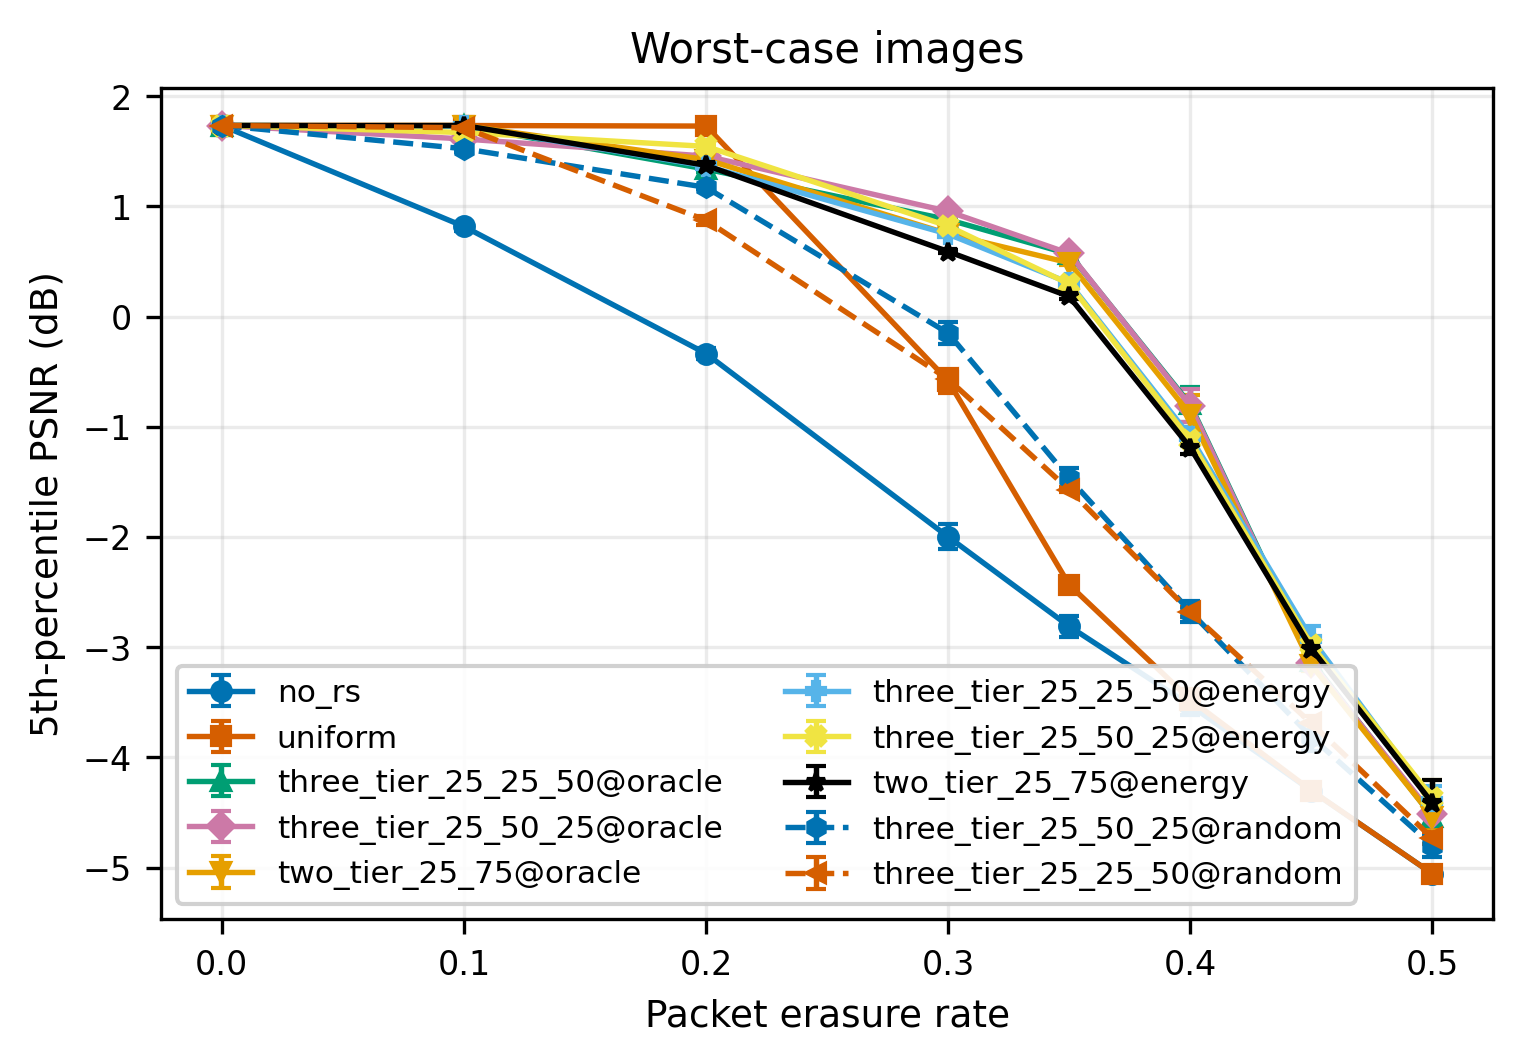 Worst-case images
5th-percentile PSNR (dB)
2
1
0
−1
−2
−3
−4
−5
no_rs
uniform
three_tier_25_25_50@oracle
three_tier_25_50_25@oracle
two_tier_25_75@oracle
three_tier_25_25_50@energy
three_tier_25_50_25@energy
two_tier_25_75@energy
three_tier_25_50_25@random
three_tier_25_25_50@random
0.0 0.1 0.2 0.3 0.4 0.5
Packet erasure rate